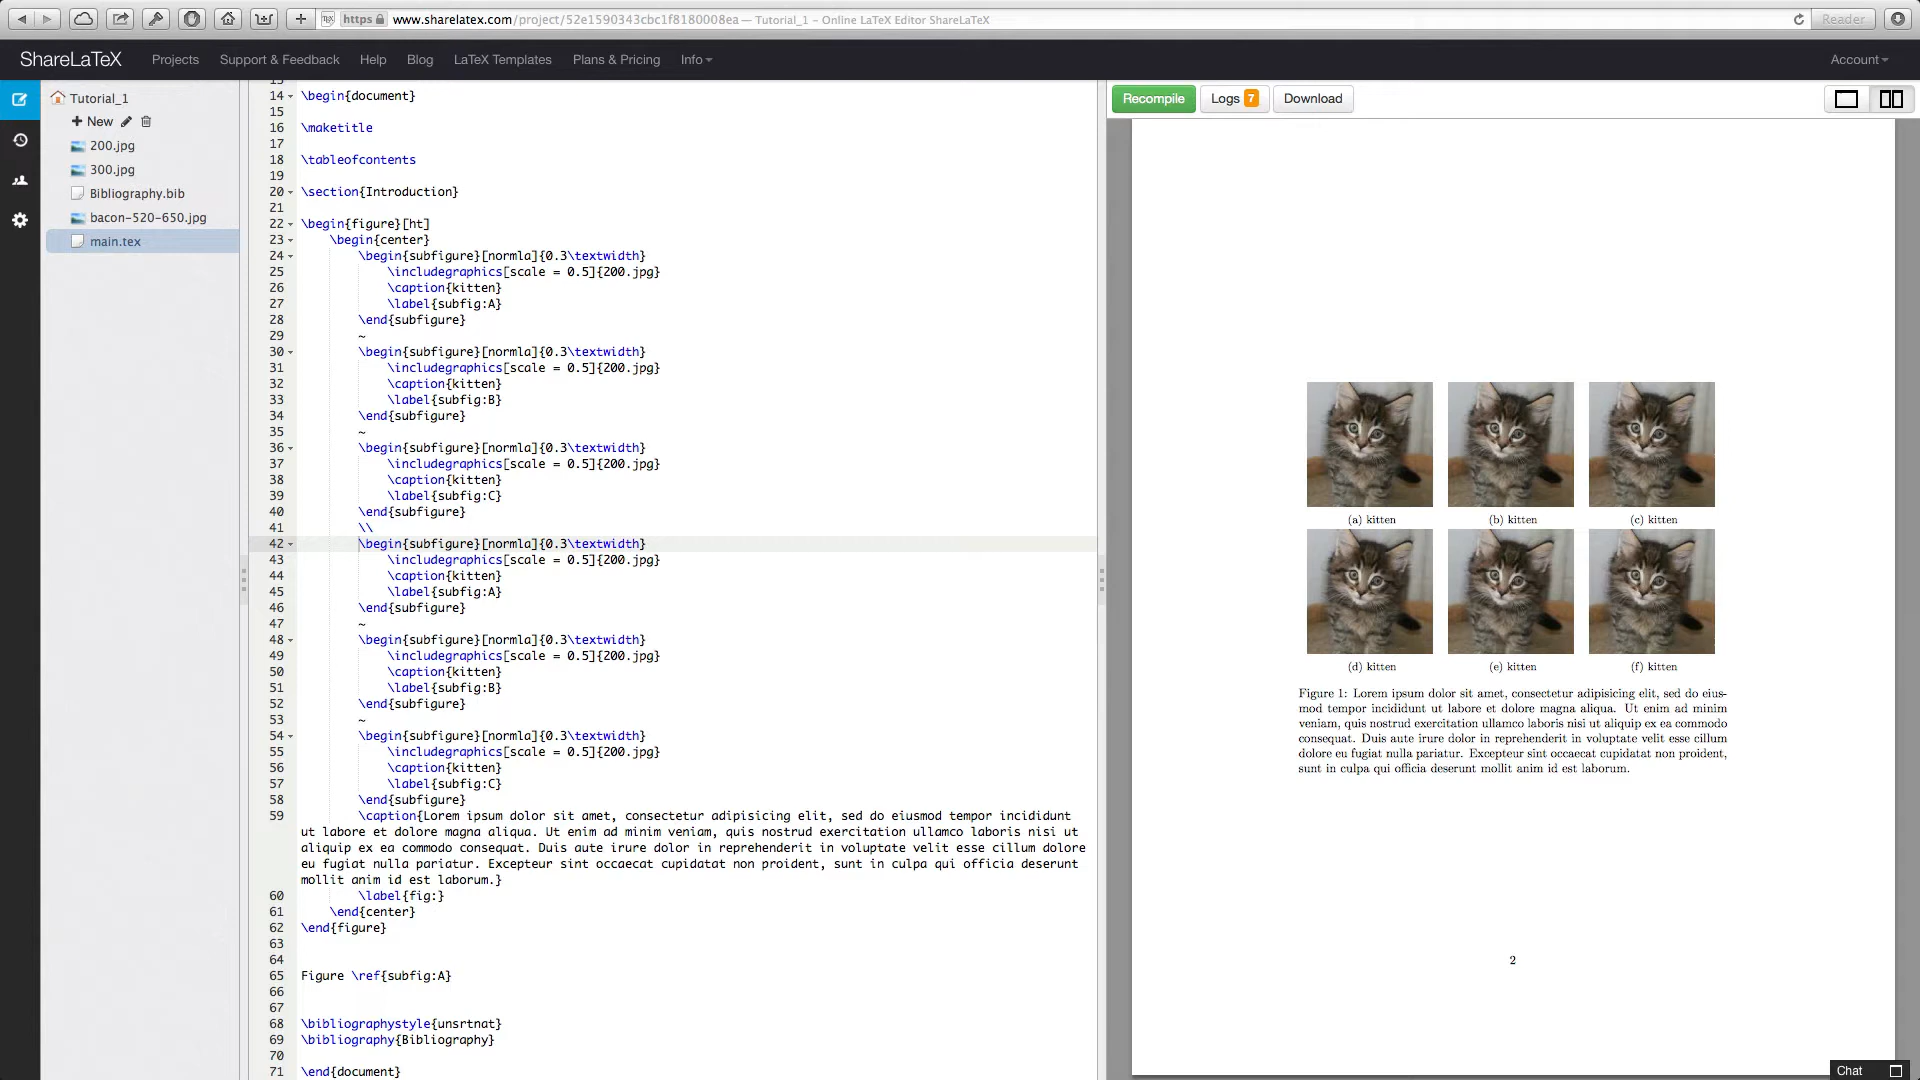 https www.sharelatex.com/project/52e1590343cbc1f8180008ea — Tutorial_1 – Online LaTeX Editor ShareLaTeX Reader
ShareLaTeX Projects Support & Feedback Help Blog LaTeX Templates Plans & Pricing Info Account
Tutorial_1
New
200.jpg
300.jpg
Bibliography.bib
bacon-520-650.jpg
main.tex
14 \begin{document}
15
16 \maketitle
17
18 \tableofcontents
19
20 \section{Introduction}
21
22 \begin{figure}[ht]
23 \begin{center}
24 \begin{subfigure}[normla]{0.3\textwidth}
25 \includegraphics[scale = 0.5]{200.jpg}
26 \caption{kitten}
27 \label{subfig:A}
28 \end{subfigure}
29 ~
30 \begin{subfigure}[normla]{0.3\textwidth}
31 \includegraphics[scale = 0.5]{200.jpg}
32 \caption{kitten}
33 \label{subfig:B}
34 \end{subfigure}
35 ~
36 \begin{subfigure}[normla]{0.3\textwidth}
37 \includegraphics[scale = 0.5]{200.jpg}
38 \caption{kitten}
39 \label{subfig:C}
40 \end{subfigure}
41 \\
42 \begin{subfigure}[normla]{0.3\textwidth}
43 \includegraphics[scale = 0.5]{200.jpg}
44 \caption{kitten}
45 \label{subfig:A}
46 \end{subfigure}
47 ~
48 \begin{subfigure}[normla]{0.3\textwidth}
49 \includegraphics[scale = 0.5]{200.jpg}
50 \caption{kitten}
51 \label{subfig:B}
52 \end{subfigure}
53 ~
54 \begin{subfigure}[normla]{0.3\textwidth}
55 \includegraphics[scale = 0.5]{200.jpg}
56 \caption{kitten}
57 \label{subfig:C}
58 \end{subfigure}
59 \caption{Lorem ipsum dolor sit amet, consectetur adipisicing elit, sed do eiusmod tempor incididunt
ut labore et dolore magna aliqua. Ut enim ad minim veniam, quis nostrud exercitation ullamco laboris nisi ut
aliquip ex ea commodo consequat. Duis aute irure dolor in reprehenderit in voluptate velit esse cillum dolore
eu fugiat nulla pariatur. Excepteur sint occaecat cupidatat non proident, sunt in culpa qui officia deserunt
mollit anim id est laborum.}
60 \label{fig:}
61 \end{center}
62 \end{figure}
63
64
65 Figure \ref{subfig:A}
66
67
68 \bibliographystyle{unsrtnat}
69 \bibliography{Bibliography}
70
71 \end{document}
Recompile Logs 7 Download
(a) kitten (b) kitten (c) kitten
(d) kitten (e) kitten (f) kitten
Figure 1: Lorem ipsum dolor sit amet, consectetur adipisicing elit, sed do eius-
mod tempor incididunt ut labore et dolore magna aliqua. Ut enim ad minim
veniam, quis nostrud exercitation ullamco laboris nisi ut aliquip ex ea commodo
consequat. Duis aute irure dolor in reprehenderit in voluptate velit esse cillum
dolore eu fugiat nulla pariatur. Excepteur sint occaecat cupidatat non proident,
sunt in culpa qui officia deserunt mollit anim id est laborum.
2
Chat